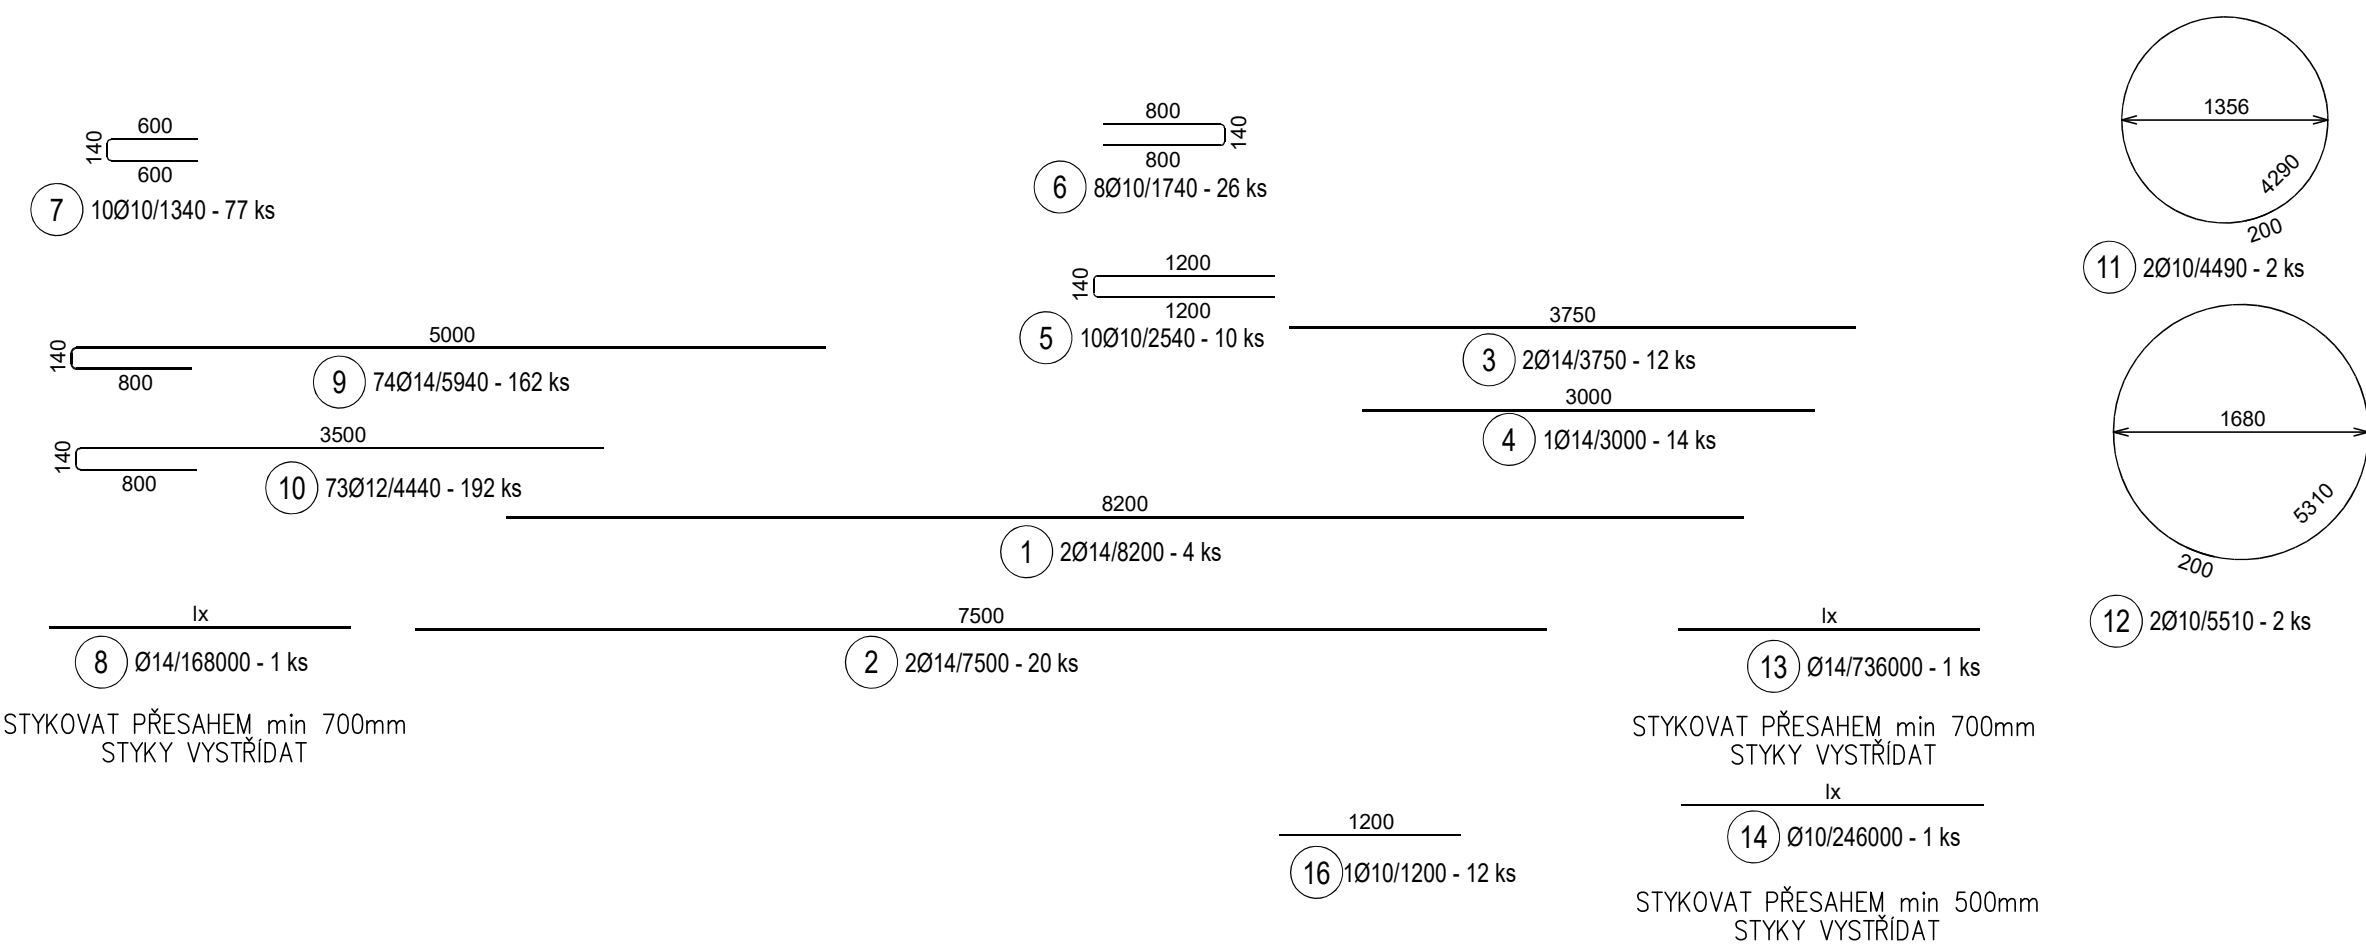 600
140
600
7
10Ø10/1340 - 77 ks
800
140
800
6
8Ø10/1740 - 26 ks
1356
4290
200
11
2Ø10/4490 - 2 ks
1200
140
1200
5
10Ø10/2540 - 10 ks
3750
3
2Ø14/3750 - 12 ks
5000
140
800
9
74Ø14/5940 - 162 ks
3000
4
1Ø14/3000 - 14 ks
1680
5310
200
12
2Ø10/5510 - 2 ks
3500
140
800
10
73Ø12/4440 - 192 ks
8200
1
2Ø14/8200 - 4 ks
lx
8
Ø14/168000 - 1 ks
STYKOVAT PŘESAHEM min 700mm
STYKY VYSTŘÍDAT
7500
2
2Ø14/7500 - 20 ks
lx
13
Ø14/736000 - 1 ks
STYKOVAT PŘESAHEM min 700mm
STYKY VYSTŘÍDAT
1200
16
1Ø10/1200 - 12 ks
lx
14
Ø10/246000 - 1 ks
STYKOVAT PŘESAHEM min 500mm
STYKY VYSTŘÍDAT